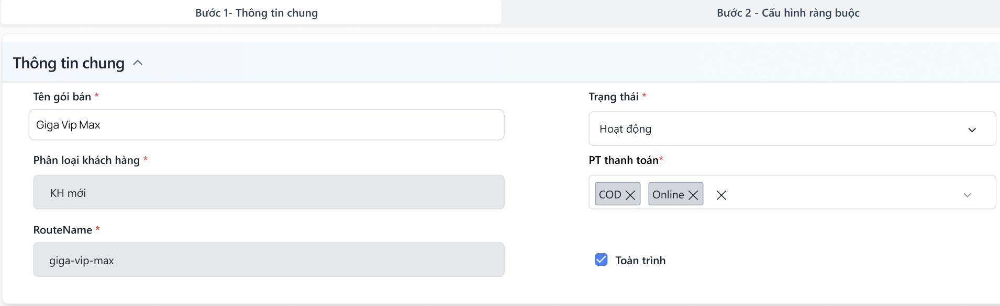 Bước 1- Thông tin chung
Bước 2 - Cấu hình ràng buộc
Thông tin chung
Tên gói bán *
Trạng thái *
Giga Vip Max
Hoạt động
Phân loại khách hàng *
PT thanh toán*
KH mới
COD
Online
RouteName *
giga-vip-max
Toàn trình